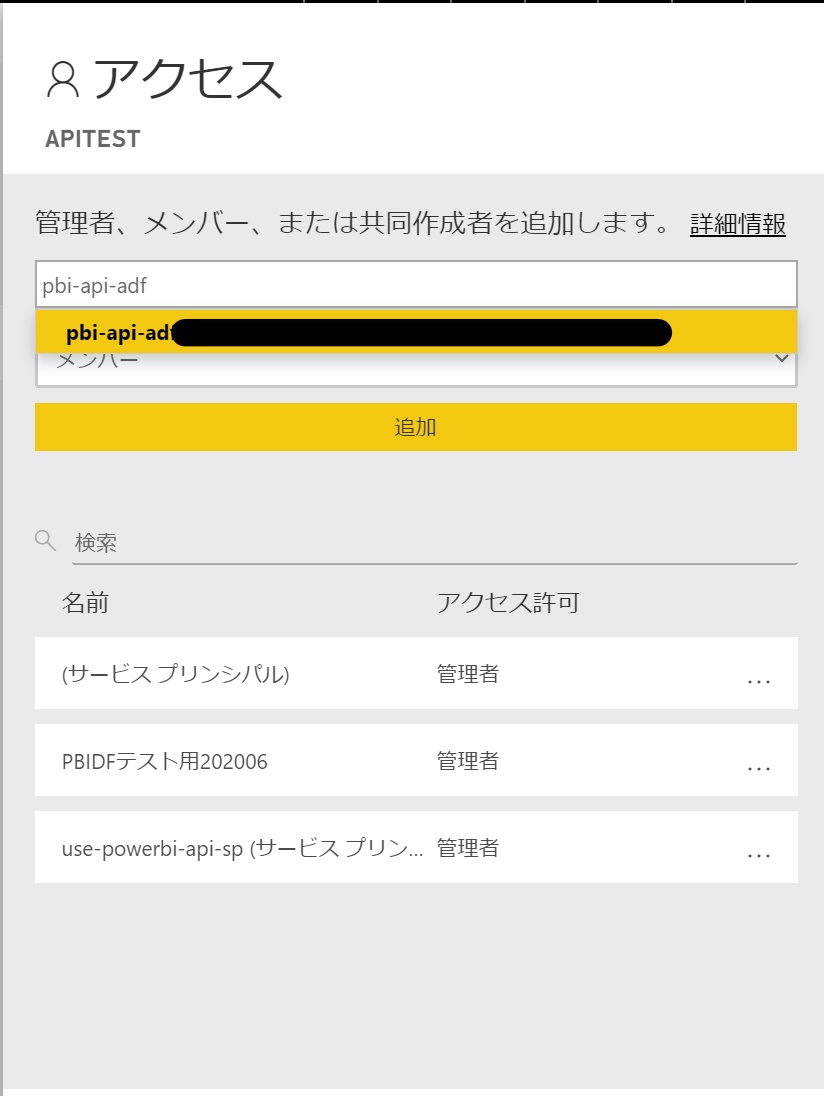 アクセス
APITEST
管理者、メンバー、または共同作成者を追加します。 詳細情報
pbi-api-adf
pbi-api-adf
メンバー
追加
検索
名前 アクセス許可
(サービス プリンシパル) 管理者 ...
PBIDFテスト用202006 管理者 ...
use-powerbi-api-sp (サービス プリン... 管理者 ...